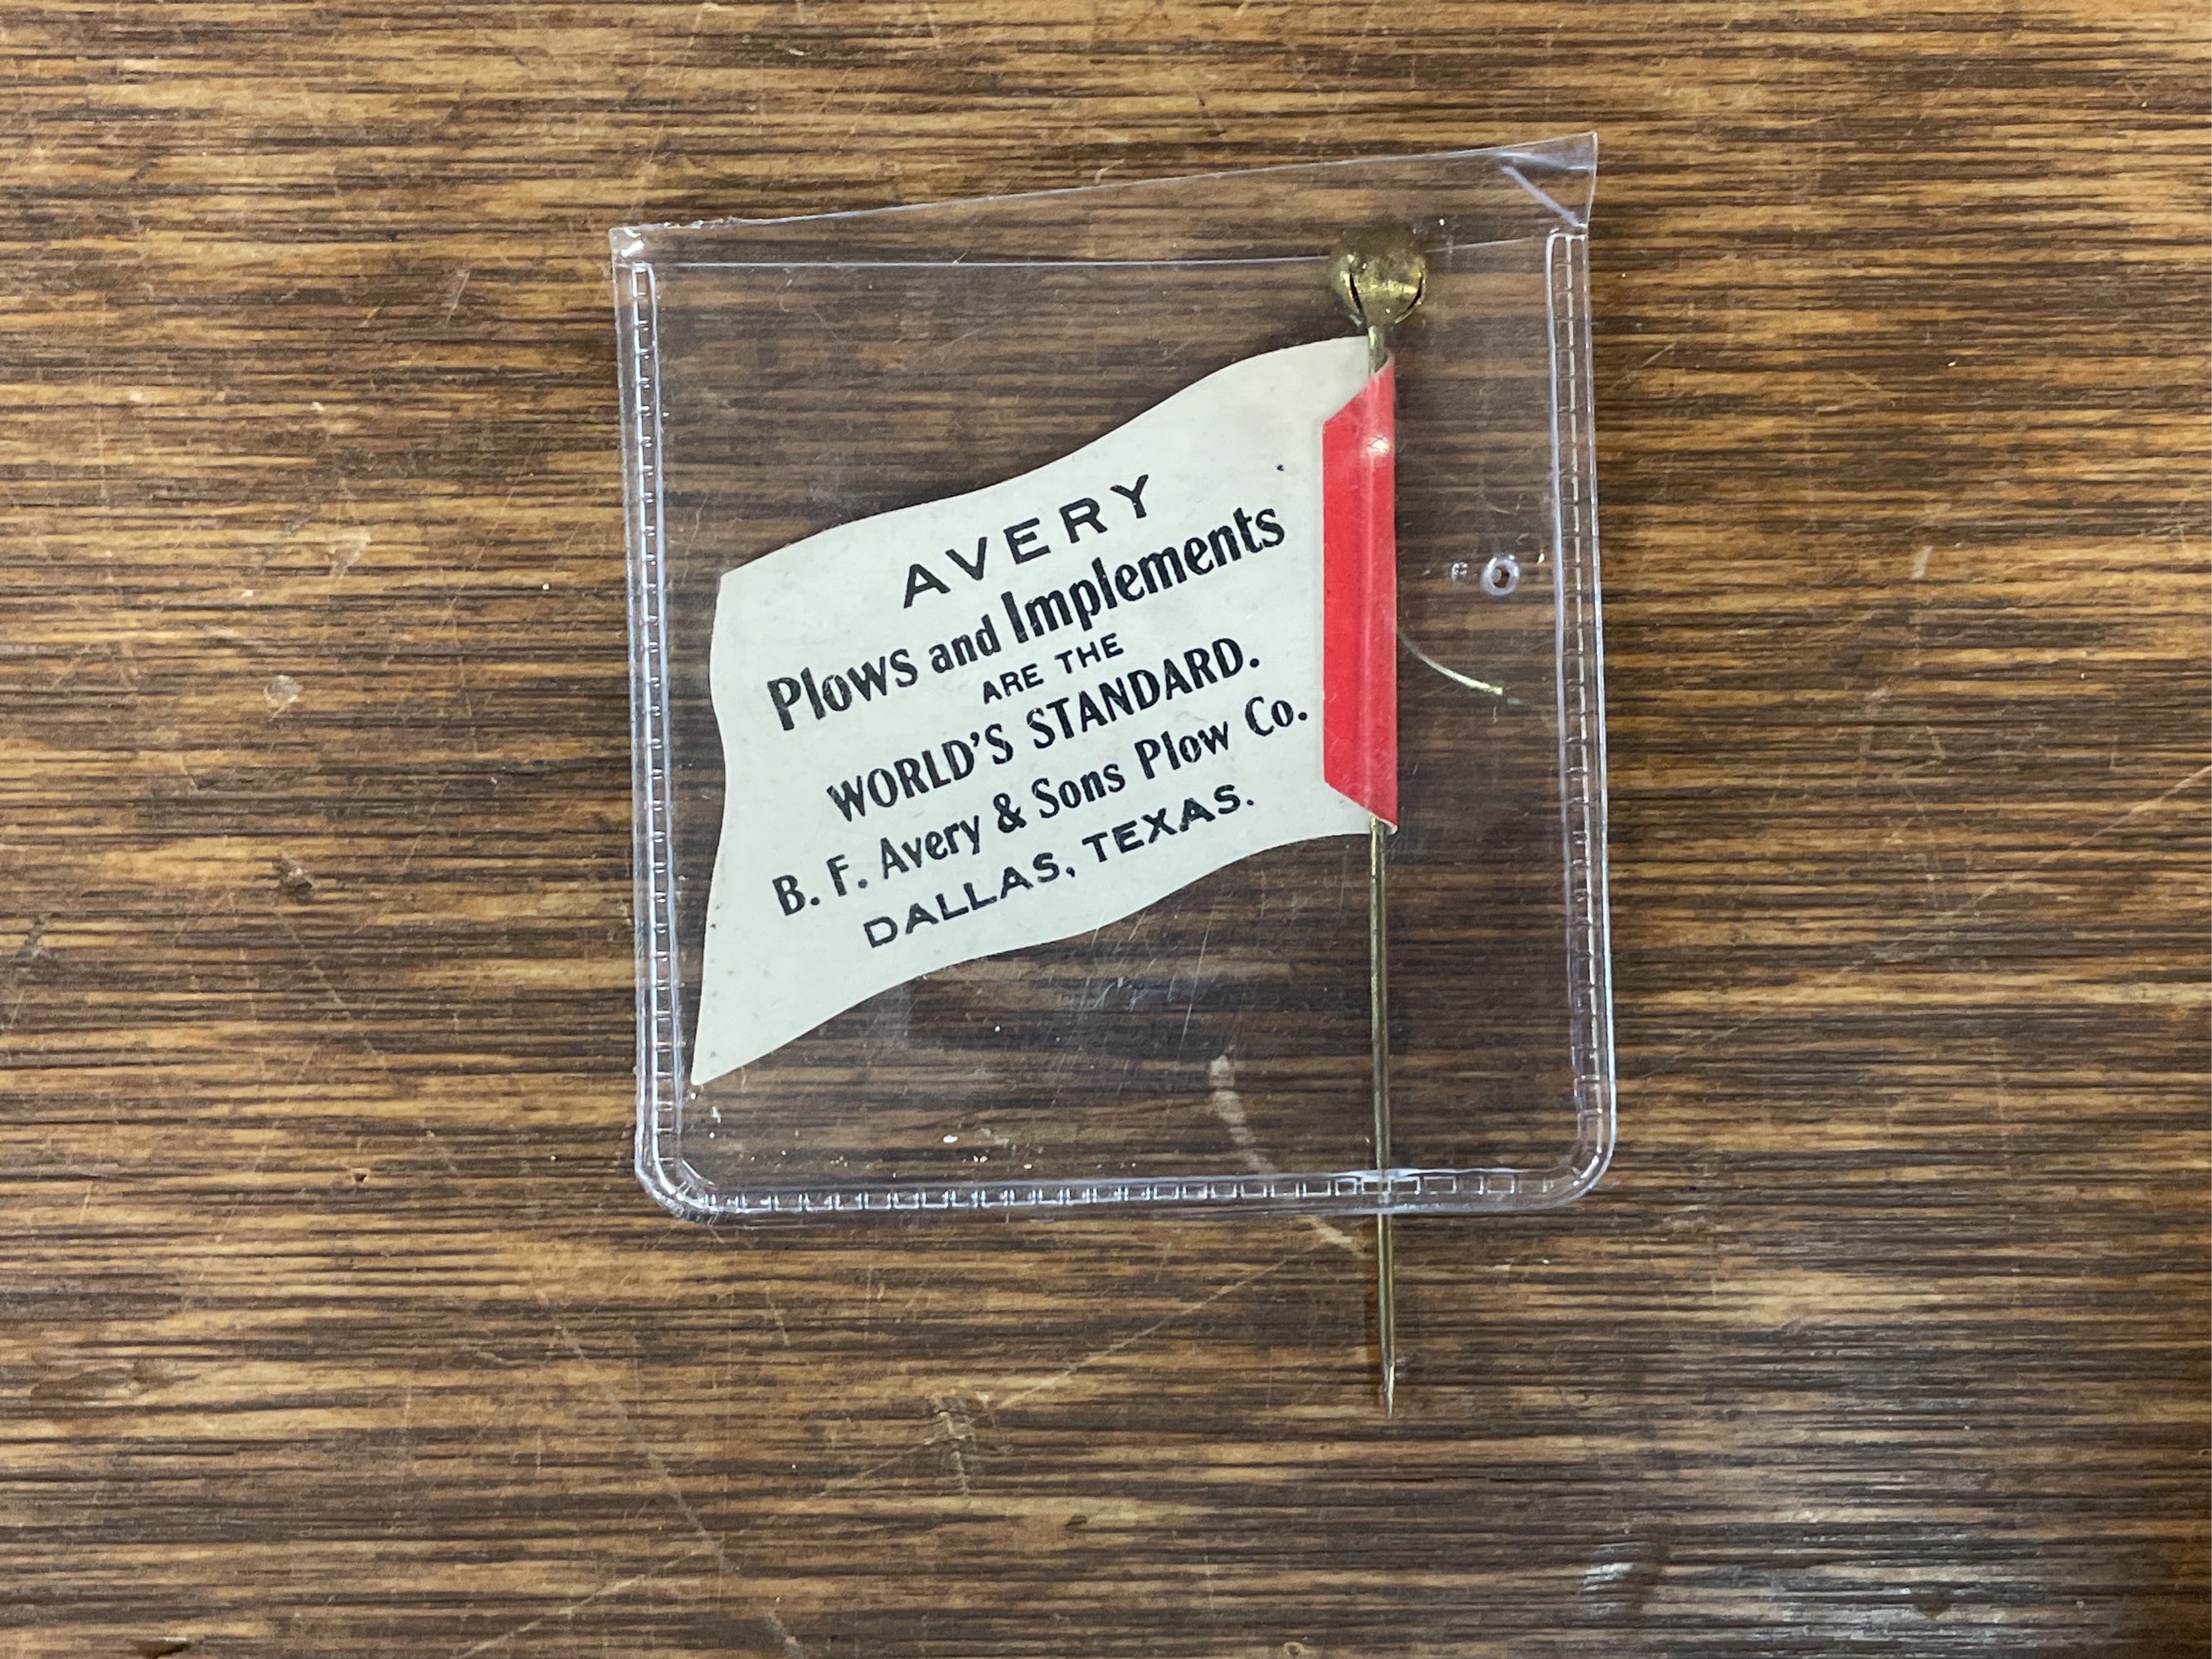 AVERY
Plows and Implements
ARE THE
WORLD'S STANDARD.
B. F. Avery & Sons Plow Co.
DALLAS, TEXAS.